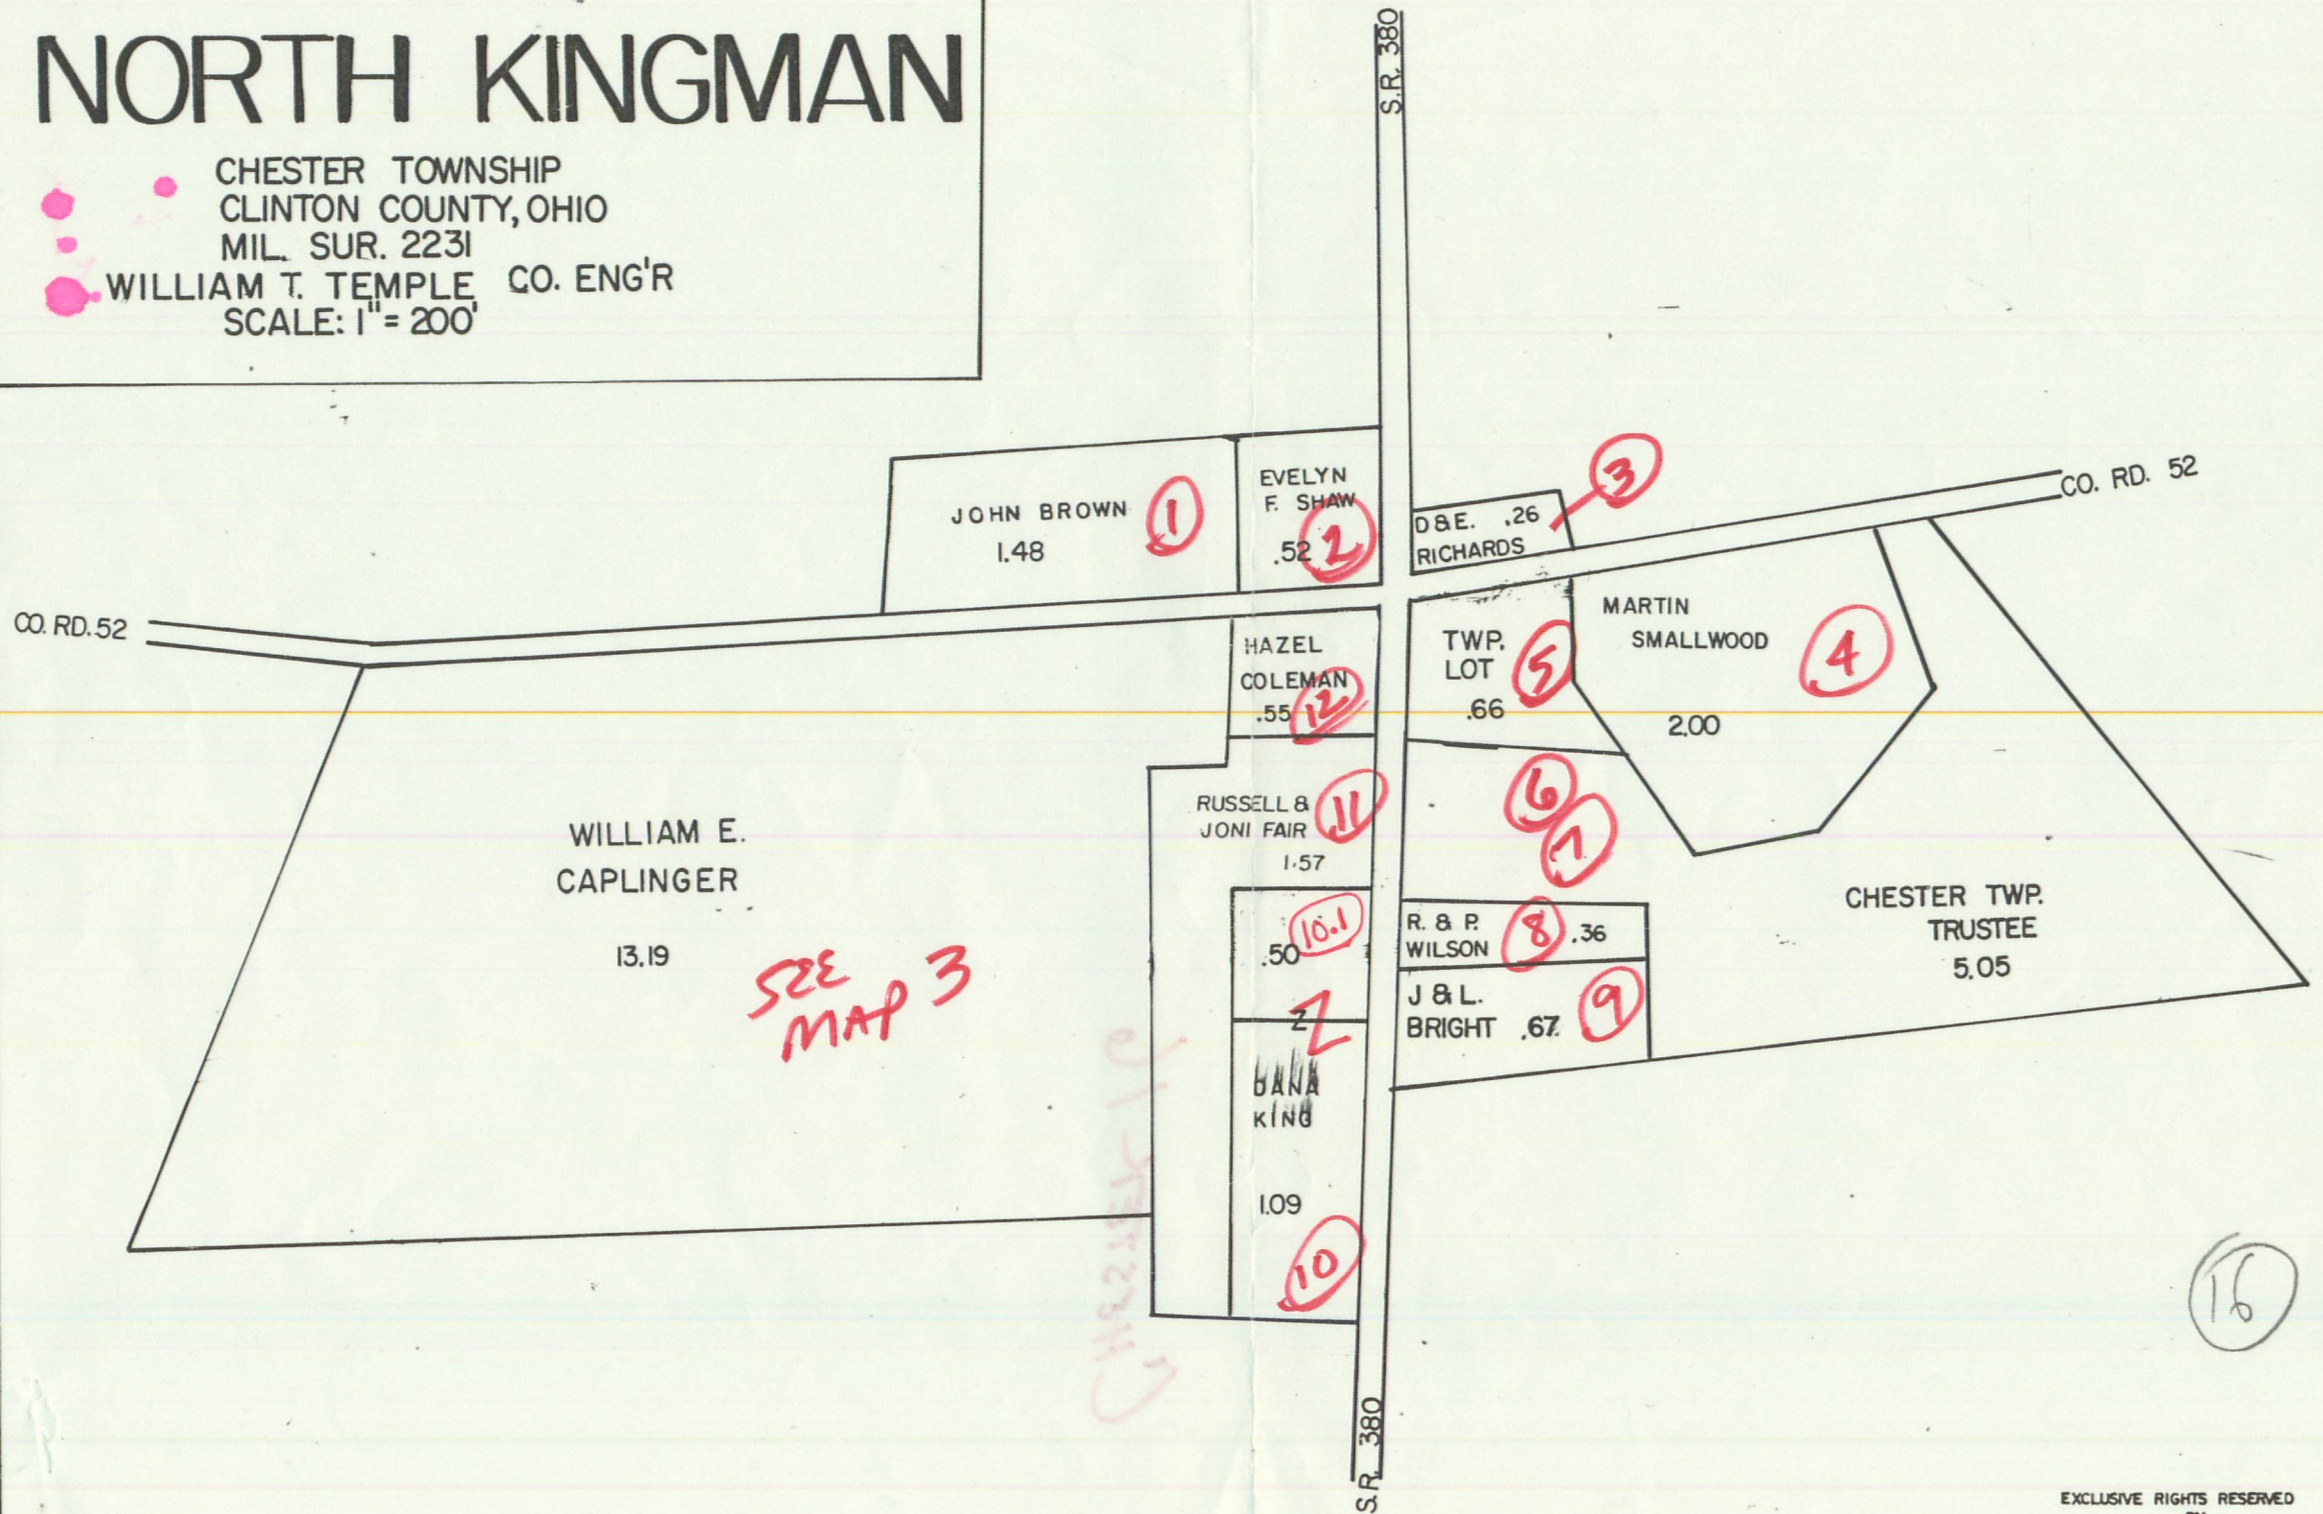 NORTH KINGMAN
CHESTER TOWNSHIP
CLINTON COUNTY, OHIO
MIL. SUR. 2231
WILLIAM T. TEMPLE CO. ENG'R
SCALE: 1"= 200'
S.R. 380
JOHN BROWN
1.48
1
EVELYN
F. SHAW
.52
2
3
D & E. .26
RICHARDS
CO. RD. 52
CO. RD. 52
HAZEL
COLEMAN
.55
12
TWP.
LOT
.66
5
MARTIN
SMALLWOOD
2.00
4
WILLIAM E.
CAPLINGER
13.19
SEE
MAP 3
RUSSELL &
JONI FAIR
1.57
11
6
7
10.1
.50
Z
R. & P.
WILSON
8
.36
J & L.
BRIGHT .67
9
CHESTER TWP.
TRUSTEE
5.05
DANA
KING
1.09
10
CHESTER 16
16
S.R. 380
EXCLUSIVE RIGHTS RESERVED